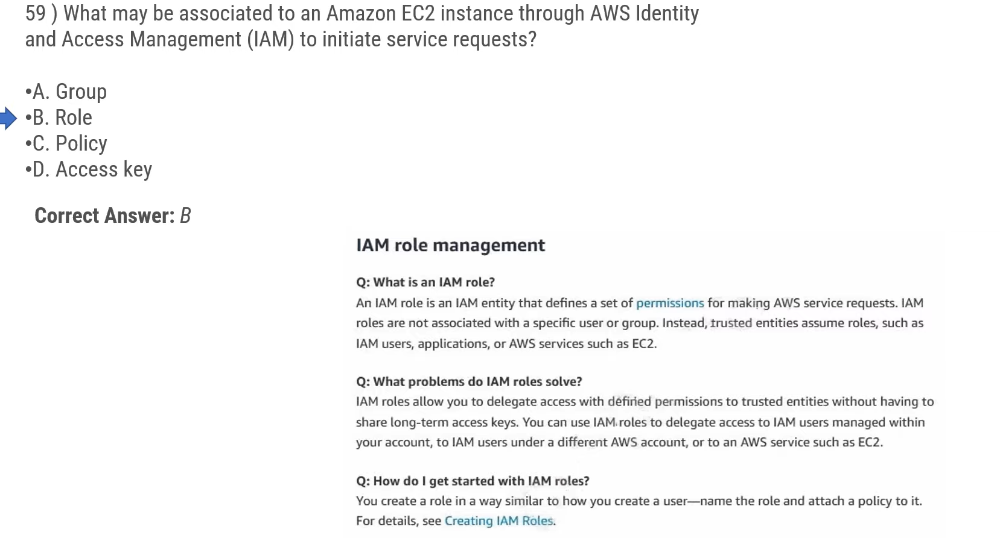 59 ) What may be associated to an Amazon EC2 instance through AWS Identity
and Access Management (IAM) to initiate service requests?
•A. Group
•B. Role
•C. Policy
•D. Access key
Correct Answer: B
IAM role management
Q: What is an IAM role?
An IAM role is an IAM entity that defines a set of permissions for making AWS service requests. IAM
roles are not associated with a specific user or group. Instead, trusted entities assume roles, such as
IAM users, applications, or AWS services such as EC2.
Q: What problems do IAM roles solve?
IAM roles allow you to delegate access with defined permissions to trusted entities without having to
share long-term access keys. You can use IAM roles to delegate access to IAM users managed within
your account, to IAM users under a different AWS account, or to an AWS service such as EC2.
Q: How do I get started with IAM roles?
You create a role in a way similar to how you create a user—name the role and attach a policy to it.
For details, see Creating IAM Roles.